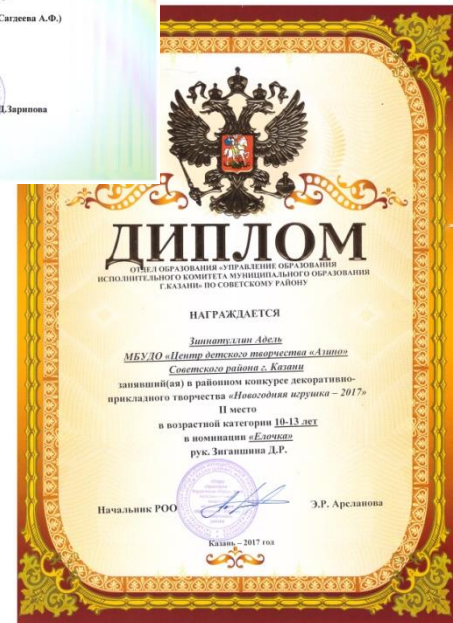 Сагдеева А.Ф.)
Д.Зарипова
ДИПЛОМ
ОТДЕЛ ОБРАЗОВАНИЯ «УПРАВЛЕНИЕ ОБРАЗОВАНИЯ
ИСПОЛНИТЕЛЬНОГО КОМИТЕТА МУНИЦИПАЛЬНОГО ОБРАЗОВАНИЯ
Г.КАЗАНИ» ПО СОВЕТСКОМУ РАЙОНУ
НАГРАЖДАЕТСЯ
Зиннатуллин Адель
МБУДО «Центр детского творчества «Азино»
Советского района г. Казани
занявший(ая) в районном конкурсе декоративно-
прикладного творчества «Новогодняя игрушка – 2017»
II место
в возрастной категории 10-13 лет
в номинации «Елочка»
рук. Зиганшина Д.Р.
Начальник РОО
Э.Р. Арсланова
Казань – 2017 год